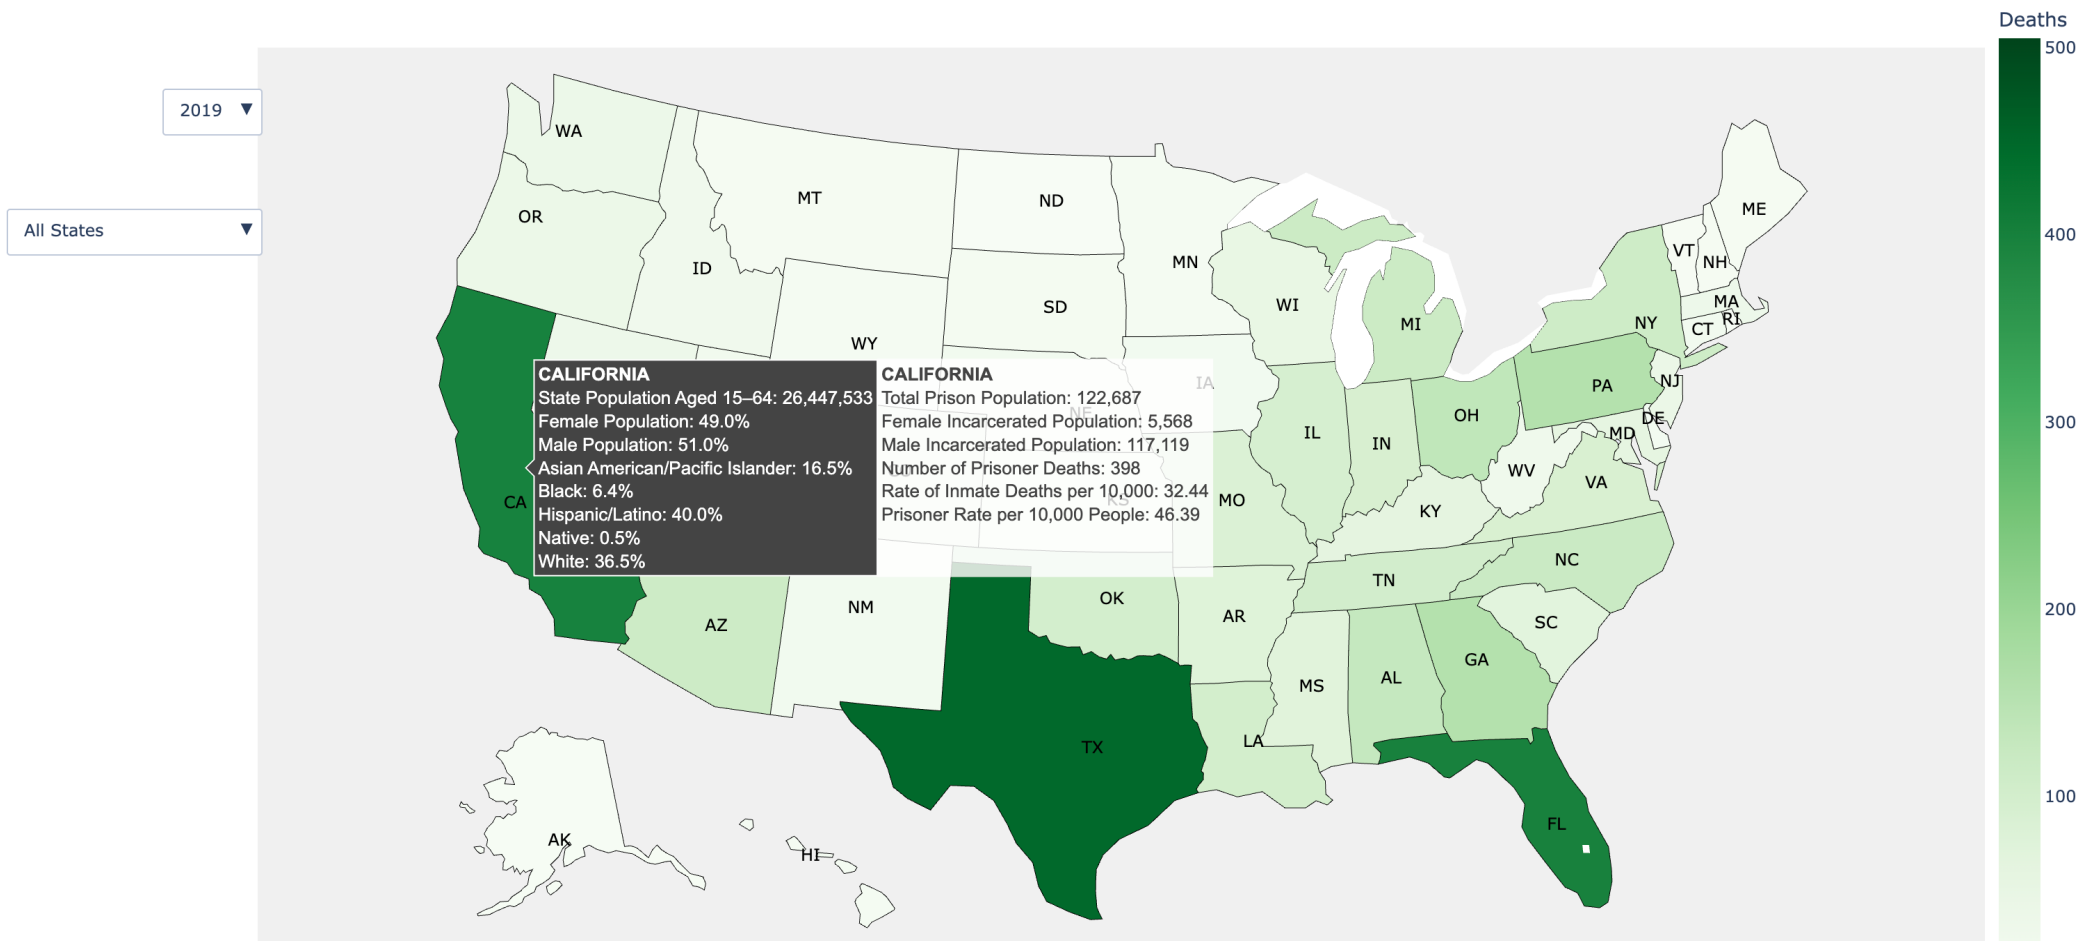 Deaths
500
400
300
200
100
2019 ▼
All States ▼
WA
OR
ID
MT
ND
MN
SD
WY
WI
MI
ME
VT
NH
MA
RI
CT
NY
NJ
PA
DE
MD
OH
IL
IN
WV
VA
KY
IA
NE
KS
MO
CA
NC
TN
SC
OK
AR
NM
AZ
GA
AL
MS
LA
TX
FL
AK
HI
CALIFORNIA
State Population Aged 15–64: 26,447,533
Female Population: 49.0%
Male Population: 51.0%
Asian American/Pacific Islander: 16.5%
Black: 6.4%
Hispanic/Latino: 40.0%
Native: 0.5%
White: 36.5%
CALIFORNIA
Total Prison Population: 122,687
Female Incarcerated Population: 5,568
Male Incarcerated Population: 117,119
Number of Prisoner Deaths: 398
Rate of Inmate Deaths per 10,000: 32.44
Prisoner Rate per 10,000 People: 46.39